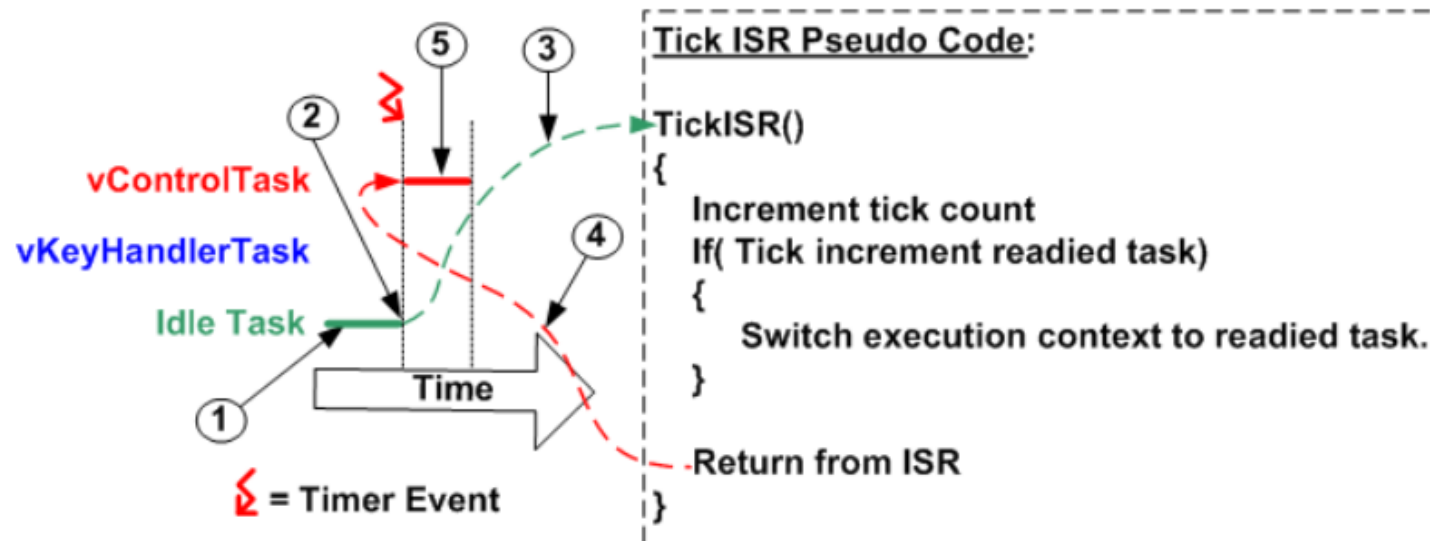 5
3
2
vControlTask
vKeyHandlerTask
4
Idle Task
1
Time
= Timer Event
Tick ISR Pseudo Code:
TickISR()
{
Increment tick count
If( Tick increment readied task)
{
Switch execution context to readied task.
}
Return from ISR
}